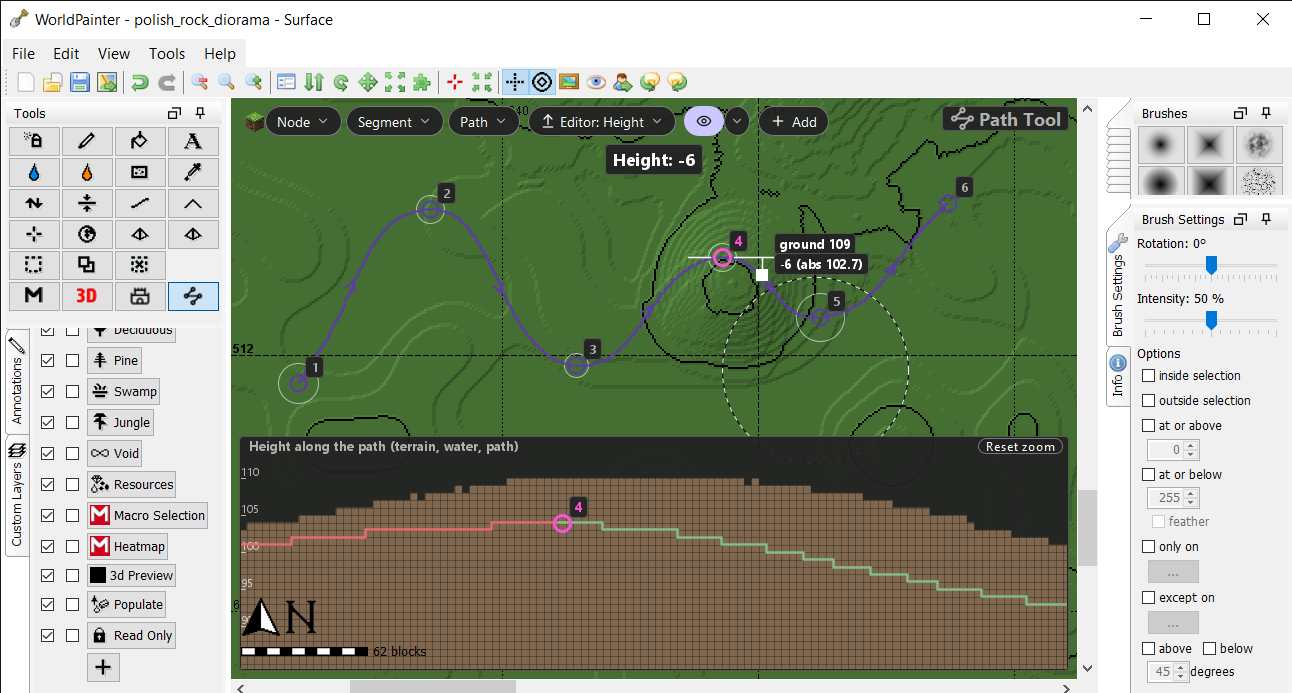 WorldPainter - polish_rock_diorama - Surface
File Edit View Tools Help
Tools
A
M
3D
Annotations
Custom Layers
Deciduous
Pine
Swamp
Jungle
Void
Resources
Macro Selection
Heatmap
3d Preview
Populate
Read Only
+
640
Node
Segment
Path
Editor: Height
+ Add
Path Tool
Height: -6
512
1
2
3
4
ground 109
-6 (abs 102.7)
5
6
Height along the path (terrain, water, path)
Reset zoom
110
105
100
95
4
N
62 blocks
Brushes
Brush Settings
Brush Settings
Info
Rotation: 0°
Intensity: 50 %
Options
inside selection
outside selection
at or above
0
at or below
255
feather
only on
...
except on
...
above below
45 degrees